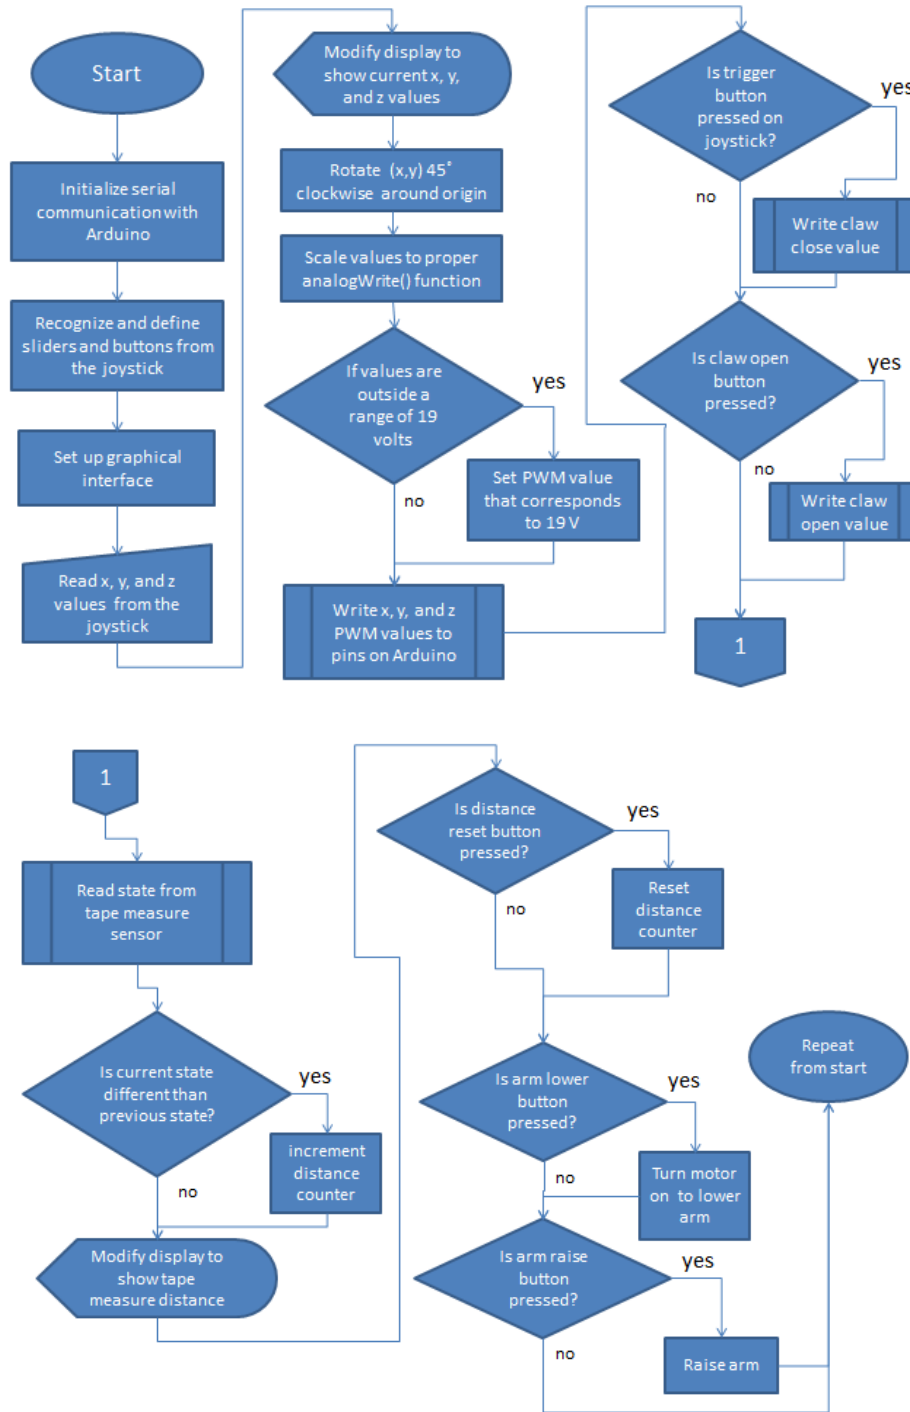 Start
Initialize serial
communication with
Arduino
Recognize and define
sliders and buttons from
the joystick
Set up graphical
interface
Read x, y, and z
values from the
joystick
Modify display to
show current x, y,
and z values
Rotate (x,y) 45°
clockwise around origin
Scale values to proper
analogWrite() function
If values are
outside a
range of 19
volts
yes
no
Set PWM value
that corresponds
to 19 V
Write x, y, and z
PWM values to
pins on Arduino
Is trigger
button
pressed on
joystick?
yes
no
Write claw
close value
Is claw open
button
pressed?
yes
no
Write claw
open value
1
1
Read state from
tape measure
sensor
Is current state
different than
previous state?
yes
no
increment
distance
counter
Modify display to
show tape
measure distance
Is distance
reset button
pressed?
yes
no
Reset
distance
counter
Is arm lower
button
pressed?
yes
no
Turn motor
on to lower
arm
Is arm raise
button
pressed?
yes
no
Raise arm
Repeat
from start